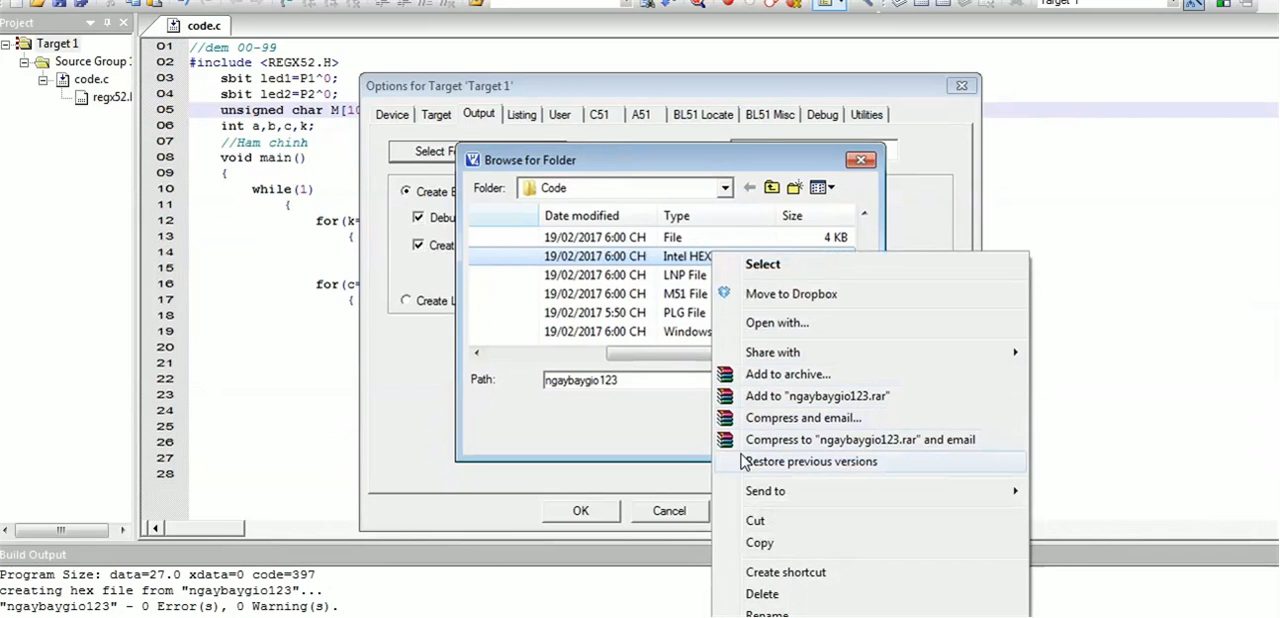 Target 1
Project
code.c
Target 1
Source Group 1
code.c
regx52.H
01 //dem 00-99
02 #include <REGX52.H>
03 sbit led1=P1^0;
04 sbit led2=P2^0;
05 unsigned char M[10
06 int a,b,c,k;
07 //Ham chinh
08 void main()
09 {
10 while(1)
11 {
12 for(k=
13 {
14
15
16 for(c=
17 {
18
19
20
21
22
23
24
25
26
27
28
Options for Target 'Target 1'
Device Target Output Listing User C51 A51 BL51 Locate BL51 Misc Debug Utilities
Select F
Create E
Debu
Creat
Create L
OK Cancel
Browse for Folder
Folder: Code
Date modified Type Size
19/02/2017 6:00 CH File 4 KB
19/02/2017 6:00 CH Intel HEX
19/02/2017 6:00 CH LNP File
19/02/2017 6:00 CH M51 File
19/02/2017 5:50 CH PLG File
19/02/2017 6:00 CH Windows
Path: ngaybaygio123
Select
Move to Dropbox
Open with...
Share with
Add to archive...
Add to "ngaybaygio123.rar"
Compress and email...
Compress to "ngaybaygio123.rar" and email
Restore previous versions
Send to
Cut
Copy
Create shortcut
Delete
Rename
Build Output
Program Size: data=27.0 xdata=0 code=397
creating hex file from "ngaybaygio123"...
"ngaybaygio123" - 0 Error(s), 0 Warning(s).